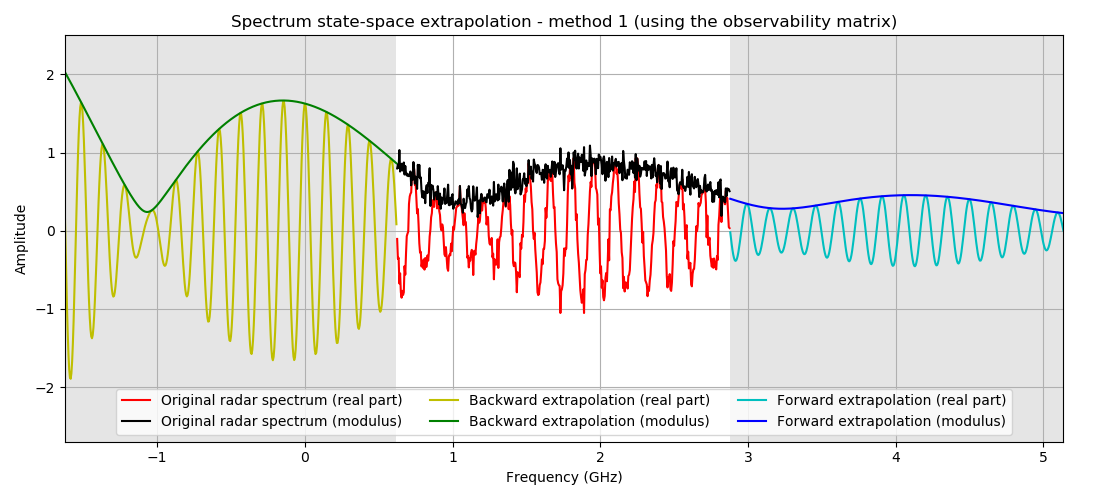 Spectrum state-space extrapolation - method 1 (using the observability matrix)
Amplitude
2
1
0
−1
−2
Original radar spectrum (real part)
Original radar spectrum (modulus)
Backward extrapolation (real part)
Backward extrapolation (modulus)
Forward extrapolation (real part)
Forward extrapolation (modulus)
−1 0 1 2 3 4 5
Frequency (GHz)